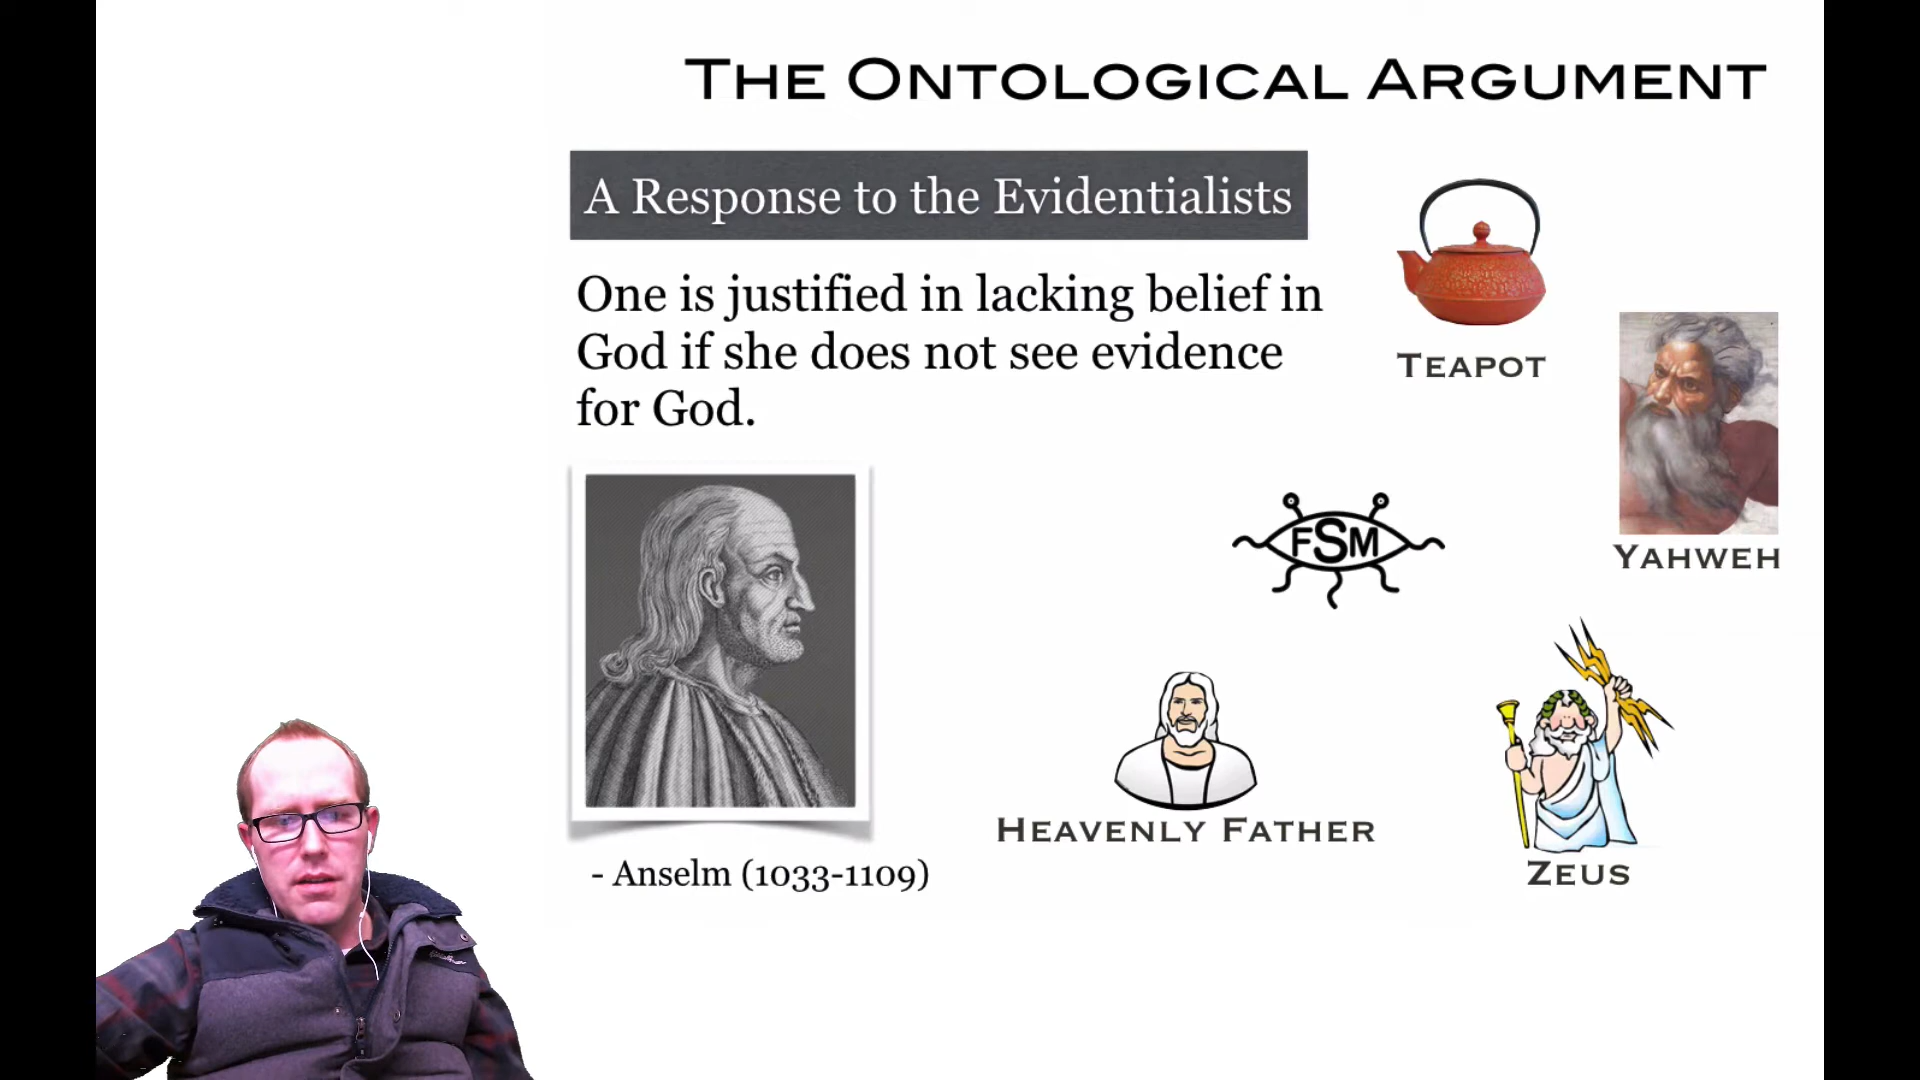 THE ONTOLOGICAL ARGUMENT
A Response to the Evidentialists
One is justified in lacking belief in
God if she does not see evidence
for God.
TEAPOT
YAHWEH
FSM
HEAVENLY FATHER
ZEUS
- Anselm (1033-1109)